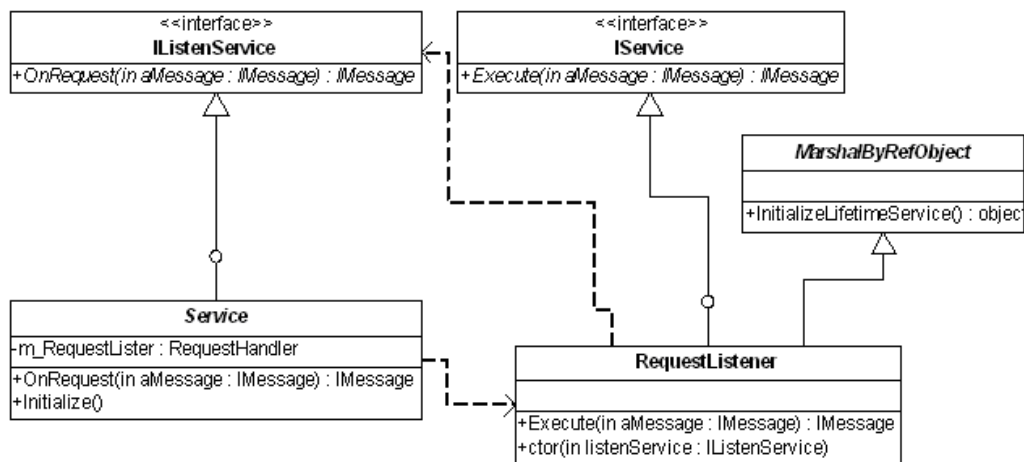 <<interface>>
IListenService
+OnRequest(in aMessage : IMessage) : IMessage
<<interface>>
IService
+Execute(in aMessage : IMessage) : IMessage
MarshalByRefObject
+InitializeLifetimeService() : object
Service
-m_RequestLister : RequestHandler
+OnRequest(in aMessage : IMessage) : IMessage
+Initialize()
RequestListener
+Execute(in aMessage : IMessage) : IMessage
+ctor(in listenService : IListenService)